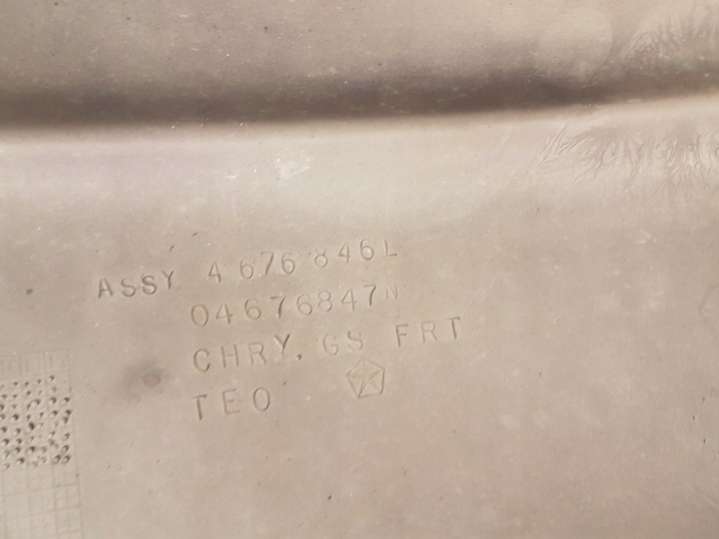 ASSY 4676846L
04676847N
CHRY. GS FRT
TEO